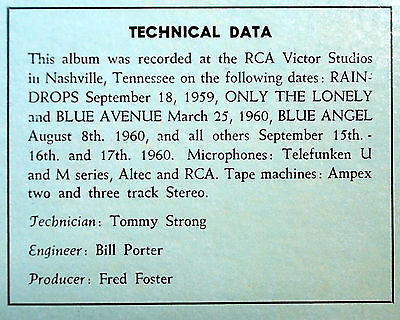 TECHNICAL DATA
This album was recorded at the RCA Victor Studios
in Nashville, Tennessee on the following dates: RAIN-
DROPS September 18, 1959, ONLY THE LONELY
and BLUE AVENUE March 25, 1960, BLUE ANGEL
August 8th. 1960, and all others September 15th. -
16th. and 17th. 1960. Microphones: Telefunken U
and M series, Altec and RCA. Tape machines: Ampex
two and three track Stereo.
Technician: Tommy Strong
Engineer: Bill Porter
Producer: Fred Foster